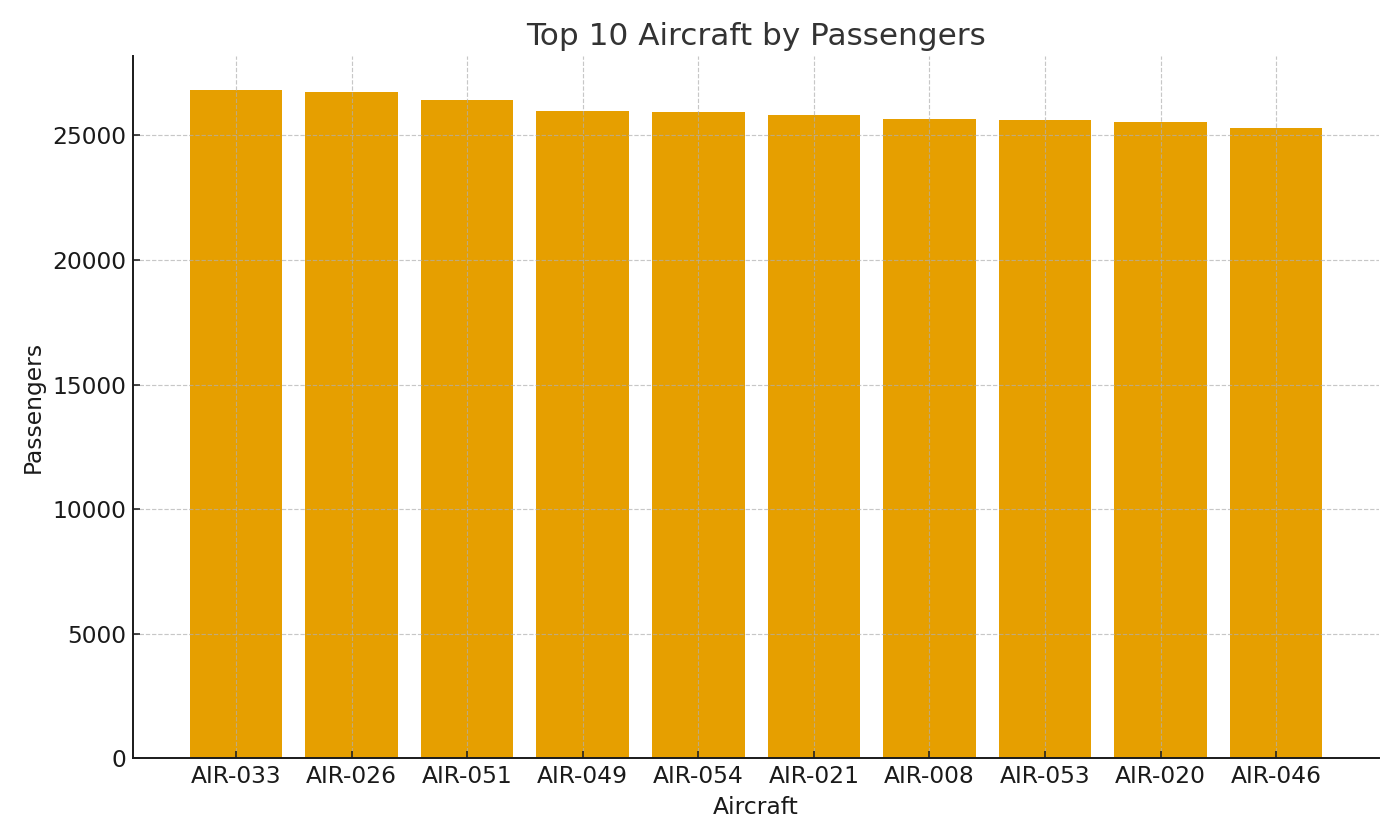 Top 10 Aircraft by Passengers
Passengers
25000
20000
15000
10000
5000
0
AIR-033 AIR-026 AIR-051 AIR-049 AIR-054 AIR-021 AIR-008 AIR-053 AIR-020 AIR-046
Aircraft